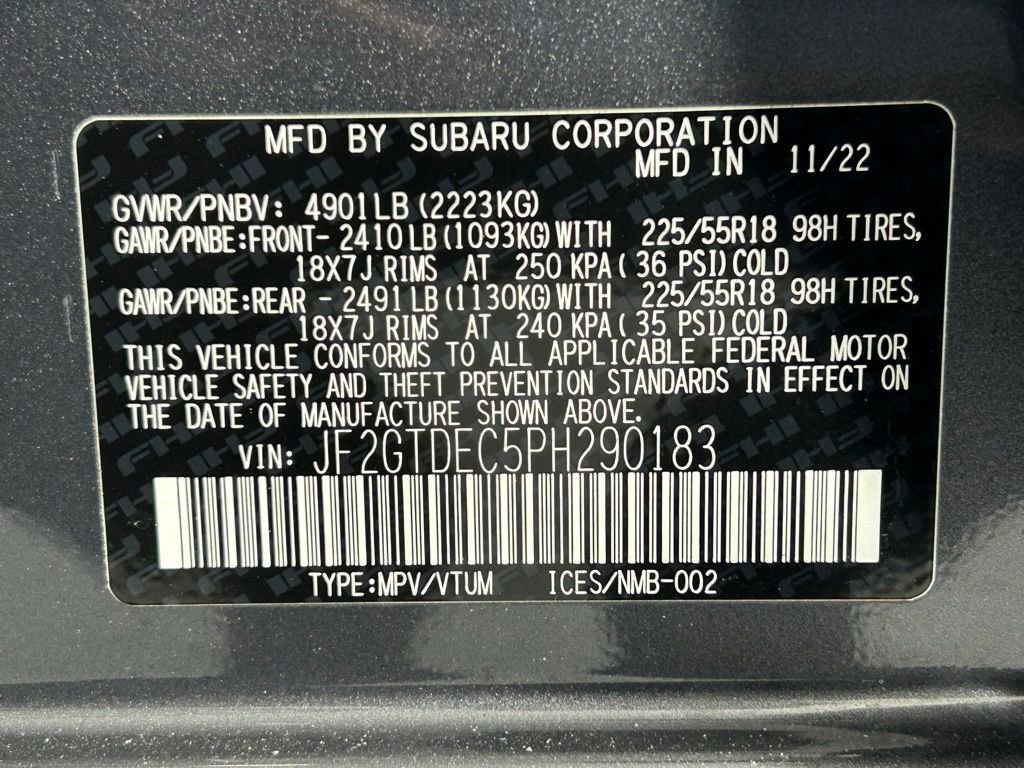 MFD BY SUBARU CORPORATION
MFD IN 11/22
GVWR/PNBV: 4901LB (2223KG)
GAWR/PNBE:FRONT- 2410LB(1093KG)WITH 225/55R18 98H TIRES,
18X7J RIMS AT 250 KPA( 36 PSI)COLD
GAWR/PNBE:REAR - 2491LB(1130KG)WITH 225/55R18 98H TIRES,
18X7J RIMS AT 240 KPA( 35 PSI)COLD
THIS VEHICLE CONFORMS TO ALL APPLICABLE FEDERAL MOTOR
VEHICLE SAFETY AND THEFT PREVENTION STANDARDS IN EFFECT ON
THE DATE OF MANUFACTURE SHOWN ABOVE.
VIN: JF2GTDEC5PH290183
TYPE:MPV/VTUM ICES/NMB-002